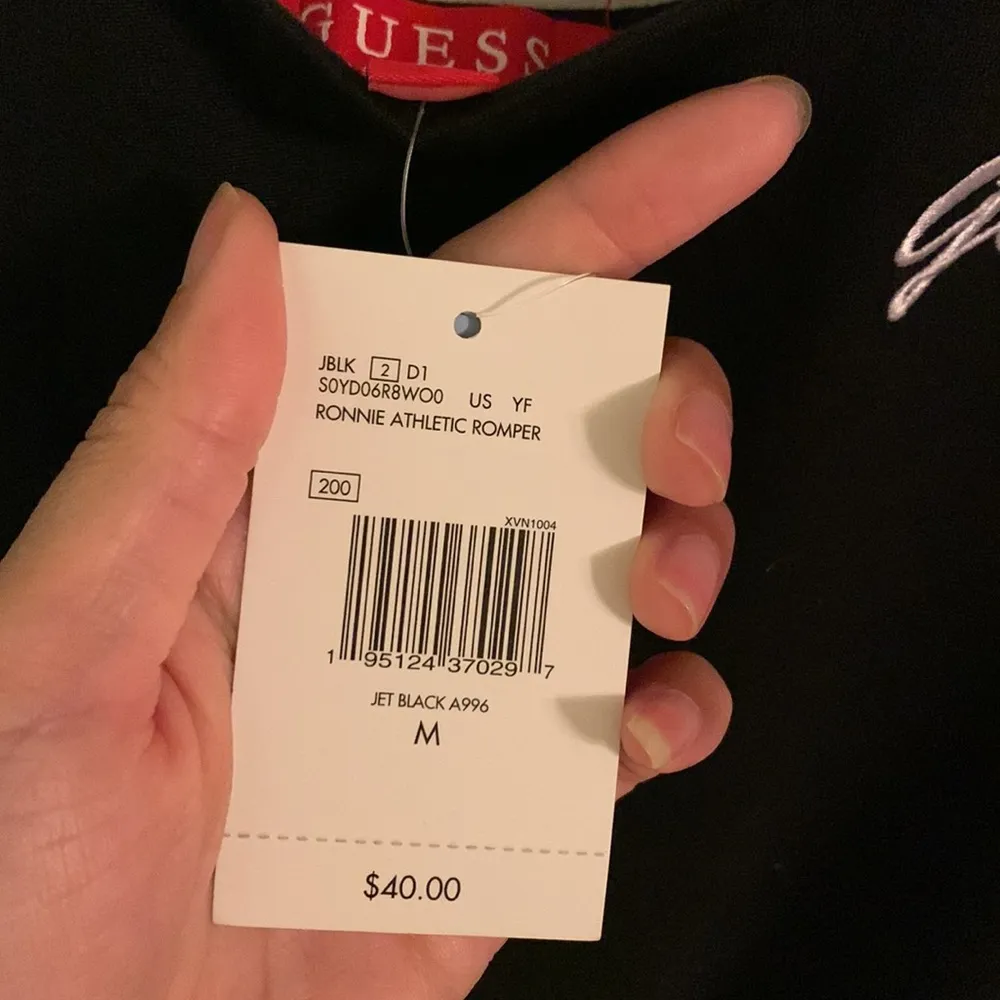 GUESS
JBLK 2 D1
S0YD06R8WO0 US YF
RONNIE ATHLETIC ROMPER
200
XVN1004
1 95124 37029 7
JET BLACK A996
M
$40.00